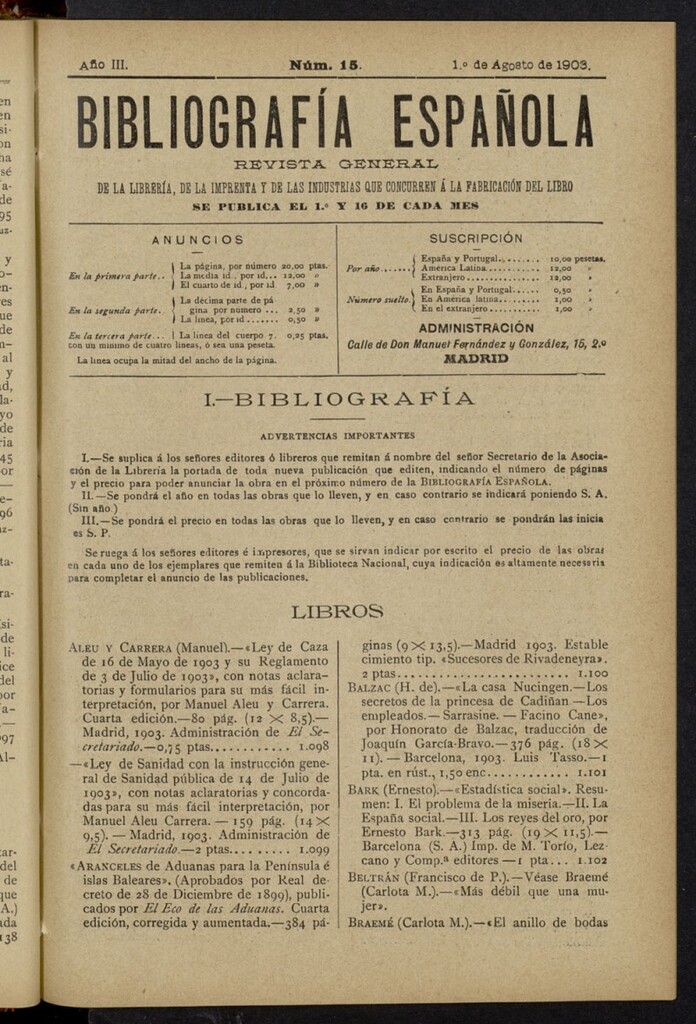 Año III.
Núm. 15.
1.º de Agosto de 1903.
BIBLIOGRAFÍA ESPAÑOLA
REVISTA GENERAL
DE LA LIBRERÍA, DE LA IMPRENTA Y DE LAS INDUSTRIAS QUE CONCURREN Á LA FABRICACIÓN DEL LIBRO
SE PUBLICA EL 1.º Y 16 DE CADA MES
ANUNCIOS
En la primera parte..
La página, por número 20,00 ptas.
La media id., por id... 12,00 »
El cuarto de id., por id 7,00 »
En la segunda parte..
La décima parte de pá
gina por número ... 2,50 »
La línea, por id....... 0,50 »
En la tercera parte... La línea del cuerpo 7. 0,25 ptas.
con un mínimo de cuatro líneas, ó sea una peseta.
La línea ocupa la mitad del ancho de la página.
SUSCRIPCIÓN
Por año......
España y Portugal......... 10,00 pesetas.
América Latina............ 12,00 »
Extranjero................ 12,00 »
Número suelto.
En España y Portugal...... 0,50 »
En América latina......... 1,00 »
En el extranjero.......... 1,00 »
ADMINISTRACIÓN
Calle de Don Manuel Fernández y González, 15, 2.º
MADRID
I.—BIBLIOGRAFÍA
ADVERTENCIAS IMPORTANTES
I.—Se suplica á los señores editores ó libreros que remitan á nombre del señor Secretario de la Asocia-
ción de la Librería la portada de toda nueva publicación que editen, indicando el número de páginas
y el precio para poder anunciar la obra en el próximo número de la BIBLIOGRAFÍA ESPAÑOLA.
II.—Se pondrá el año en todas las obras que lo lleven, y en caso contrario se indicará poniendo S. A.
(Sin año.)
III.—Se pondrá el precio en todas las obras que lo lleven, y en caso contrario se pondrán las inicia
es S. P.
Se ruega á los señores editores é impresores, que se sirvan indicar por escrito el precio de las obras
en cada uno de los ejemplares que remiten á la Biblioteca Nacional, cuya indicación es altamente necesaria
para completar el anuncio de las publicaciones.
LIBROS
ALEU Y CARRERA (Manuel).—«Ley de Caza
de 16 de Mayo de 1903 y su Reglamento
de 3 de Julio de 1903», con notas aclara-
torias y formularios para su más fácil in-
terpretación, por Manuel Aleu y Carrera.
Cuarta edición.—80 pág. (12 × 8,5).—
Madrid, 1903. Administración de El Se-
cretariado.—0,75 ptas............ 1.098
—«Ley de Sanidad con la instrucción gene-
ral de Sanidad pública de 14 de Julio de
1903», con notas aclaratorias y concorda-
das para su más fácil interpretación, por
Manuel Aleu Carrera. — 159 pág. (14 ×
9,5). — Madrid, 1903. Administración de
El Secretariado.—2 ptas.......... 1.099
«ARANCELES de Aduanas para la Península é
islas Baleares». (Aprobados por Real de-
creto de 28 de Diciembre de 1899), publi-
cados por El Eco de las Aduanas. Cuarta
edición, corregida y aumentada.—384 pá-
ginas (9 × 13,5).—Madrid 1903. Estable
cimiento tip. «Sucesores de Rivadeneyra».
2 ptas...................... 1.100
BALZAC (H. de).—«La casa Nucingen.—Los
secretos de la princesa de Cadiñan —Los
empleados.— Sarrasine. — Facino Cane»,
por Honorato de Balzac, traducción de
Joaquín García-Bravo.—376 pág. (18 ×
11). — Barcelona, 1903. Luis Tasso.—1
pta. en rúst., 1,50 enc............ 1.101
BARK (Ernesto).—«Estadística social». Resu-
men: I. El problema de la miseria.—II. La
España social.—III. Los reyes del oro, por
Ernesto Bark.—313 pág. (19 × 11,5).—
Barcelona (S. A.) Imp. de M. Torío, Lez-
cano y Comp.ª editores — 1 pta... 1.102
BELTRÁN (Francisco de P.).—Véase Braemé
(Carlota M.).—«Más débil que una mu-
jer».
BRAEMÉ (Carlota M.).—«El anillo de bodas